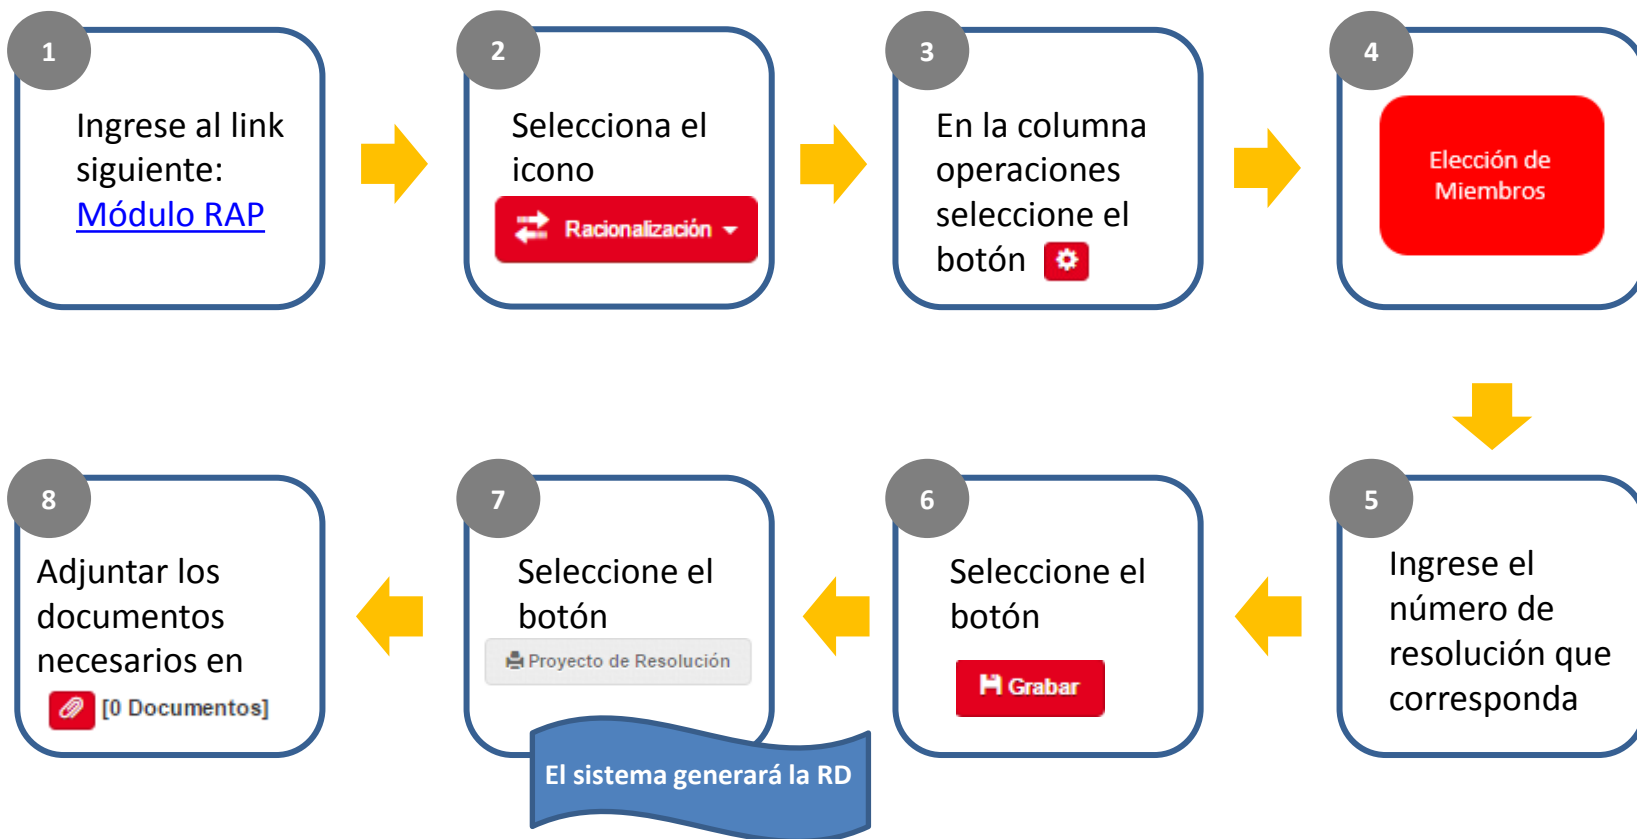 1
Ingrese al link
siguiente:
Módulo RAP
2
Selecciona el
icono
Racionalización
3
En la columna
operaciones
seleccione el
botón
4
Elección de
Miembros
5
Ingrese el
número de
resolución que
corresponda
6
Seleccione el
botón
Grabar
7
Seleccione el
botón
Proyecto de Resolución
El sistema generará la RD
8
Adjuntar los
documentos
necesarios en
[0 Documentos]